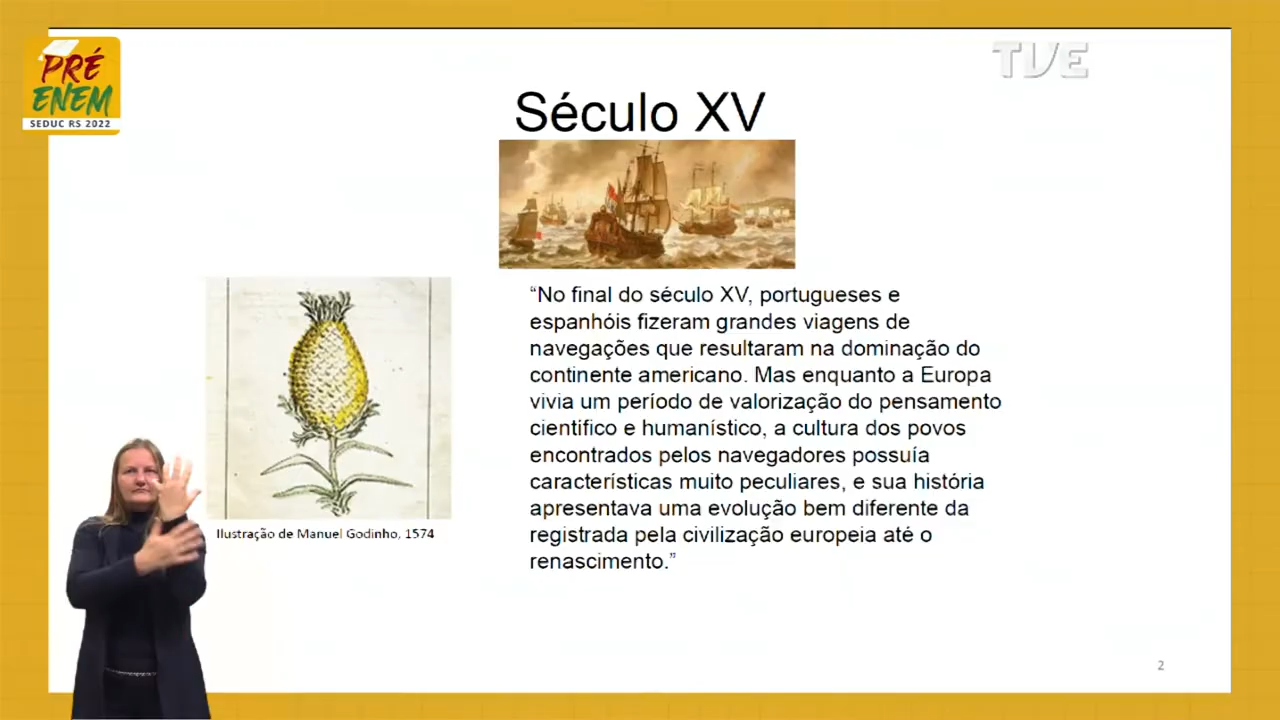 PRÉ
ENEM
SEDUC RS 2022
TVE
Século XV
“No final do século XV, portugueses e
espanhóis fizeram grandes viagens de
navegações que resultaram na dominação do
continente americano. Mas enquanto a Europa
vivia um período de valorização do pensamento
científico e humanístico, a cultura dos povos
encontrados pelos navegadores possuía
características muito peculiares, e sua história
apresentava uma evolução bem diferente da
registrada pela civilização europeia até o
renascimento.”
Ilustração de Manuel Godinho, 1574
2